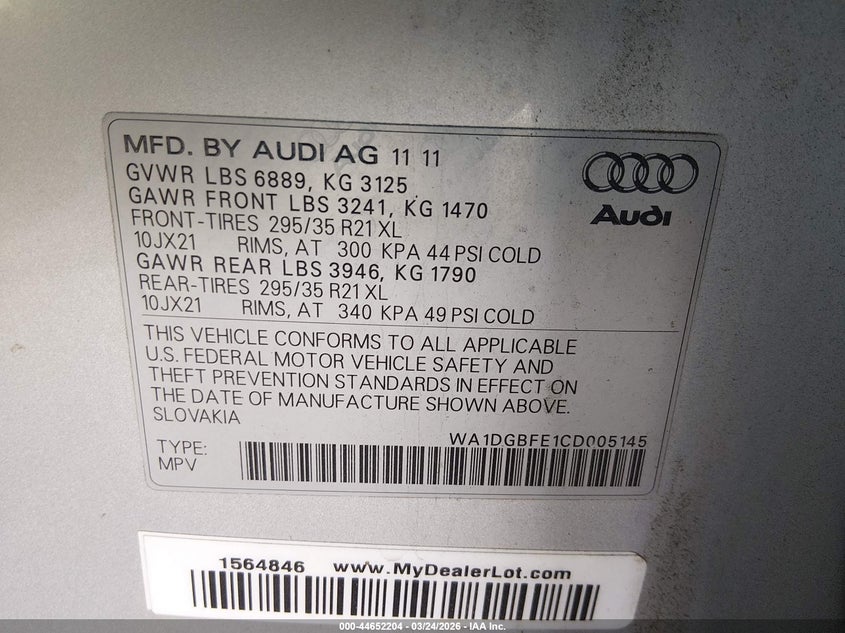 MFD. BY AUDI AG 11 11
GVWR LBS 6889, KG 3125
GAWR FRONT LBS 3241, KG 1470
FRONT-TIRES 295/35 R21 XL
10JX21 RIMS, AT 300 KPA 44 PSI COLD
GAWR REAR LBS 3946, KG 1790
REAR-TIRES 295/35 R21 XL
10JX21 RIMS, AT 340 KPA 49 PSI COLD
Audi
THIS VEHICLE CONFORMS TO ALL APPLICABLE
U.S. FEDERAL MOTOR VEHICLE SAFETY AND
THEFT PREVENTION STANDARDS IN EFFECT ON
THE DATE OF MANUFACTURE SHOWN ABOVE.
SLOVAKIA
WA1DGBFE1CD005145
TYPE:
MPV
1564846 www.MyDealerLot.com
000-44652204 - 03/24/2026 - IAA Inc.